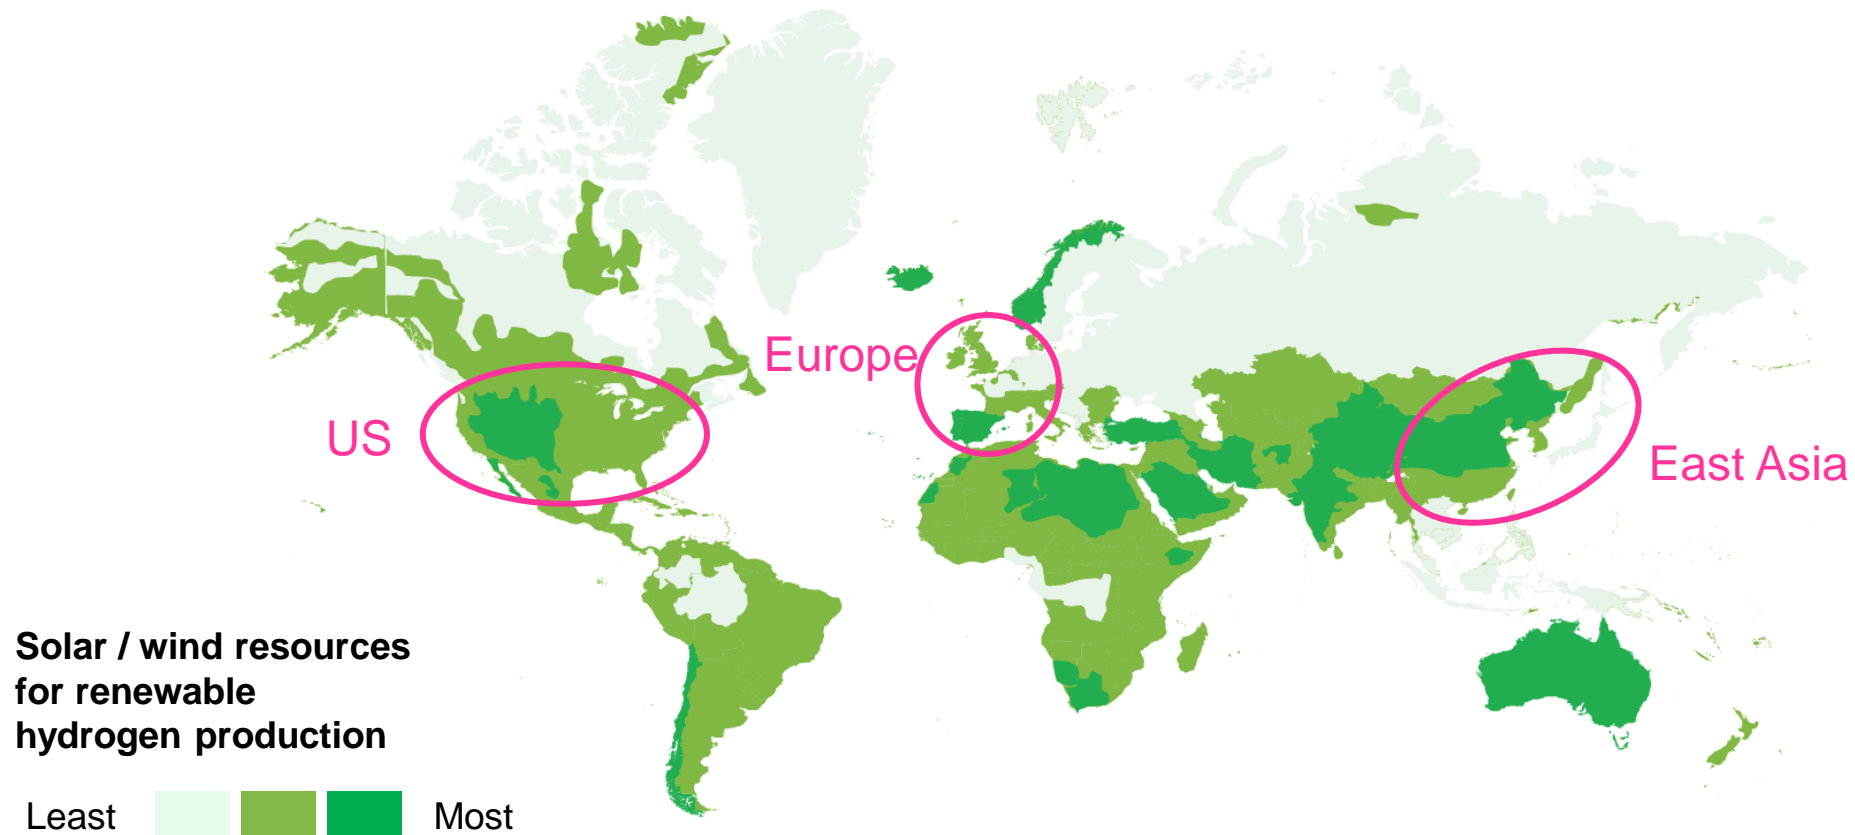 Europe
US
East Asia
Solar / wind resources
for renewable
hydrogen production
Least
Most